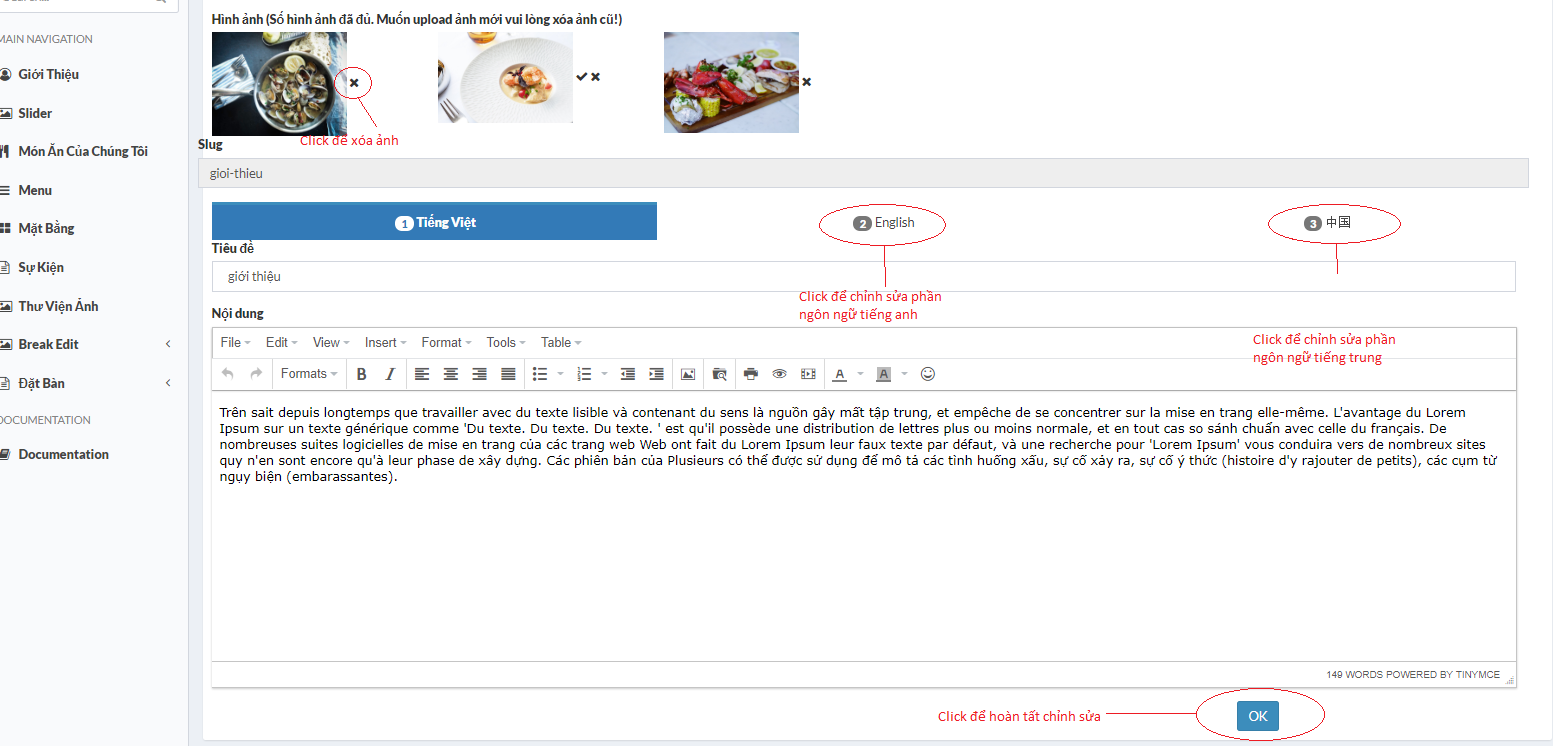 MAIN NAVIGATION
Giới Thiệu
Slider
Món Ăn Của Chúng Tôi
Menu
Mặt Bằng
Sự Kiện
Thư Viện Ảnh
Break Edit
Đặt Bàn
DOCUMENTATION
Documentation
Hình ảnh (Số hình ảnh đã đủ. Muốn upload ảnh mới vui lòng xóa ảnh cũ!)
Click để xóa ảnh
Slug
gioi-thieu
1 Tiếng Việt
2 English
3 中国
Tiêu đề
giới thiệu
Click để chỉnh sửa phần
ngôn ngữ tiếng anh
Nội dung
Click để chỉnh sửa phần
ngôn ngữ tiếng trung
File Edit View Insert Format Tools Table
Formats B I A A
Trên sait depuis longtemps que travailler avec du texte lisible và contenant du sens là nguồn gây mất tập trung, et empêche de se concentrer sur la mise en trang elle-même. L'avantage du Lorem
Ipsum sur un texte générique comme 'Du texte. Du texte. Du texte. ' est qu'il possède une distribution de lettres plus ou moins normale, et en tout cas so sánh chuẩn avec celle du français. De
nombreuses suites logicielles de mise en trang của các trang web Web ont fait du Lorem Ipsum leur faux texte par défaut, và une recherche pour 'Lorem Ipsum' vous conduira vers de nombreux sites
quy n'en sont encore qu'à leur phase de xây dựng. Các phiên bản của Plusieurs có thể được sử dụng để mô tả các tình huống xấu, sự cố xảy ra, sự cố ý thức (histoire d'y rajouter de petits), các cụm từ
ngụy biện (embarassantes).
149 WORDS POWERED BY TINYMCE
Click để hoàn tất chỉnh sửa
OK